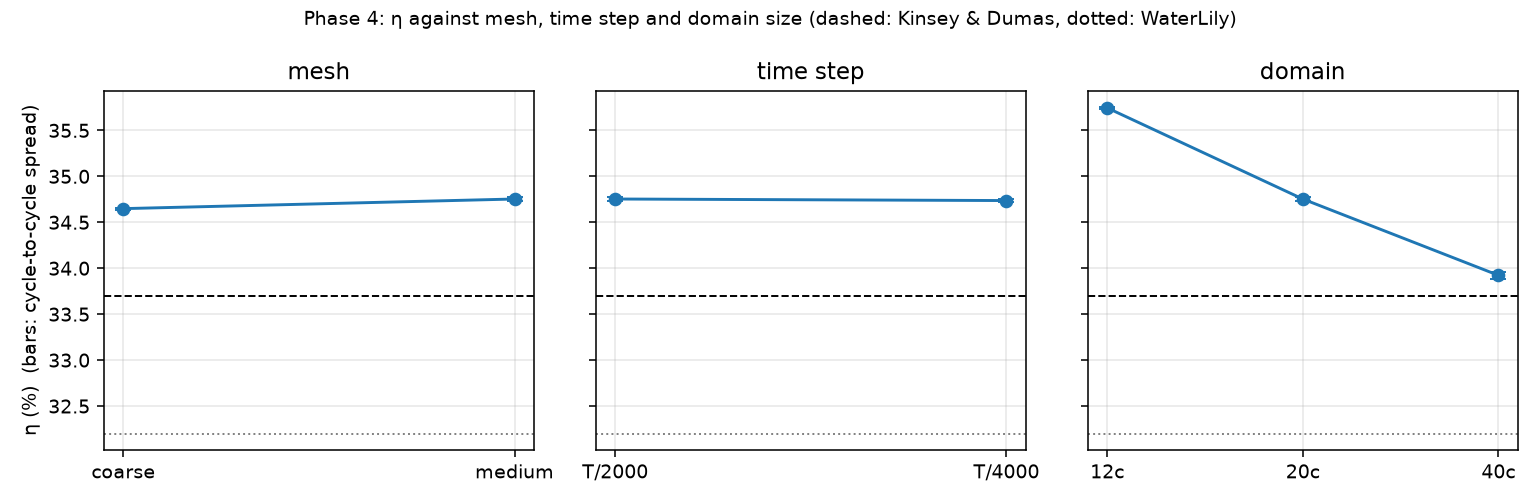 Phase 4: η against mesh, time step and domain size (dashed: Kinsey & Dumas, dotted: WaterLily)
mesh
time step
domain
η (%)  (bars: cycle-to-cycle spread)
35.5
35.0
34.5
34.0
33.5
33.0
32.5
coarse
medium
T/2000
T/4000
12c
20c
40c